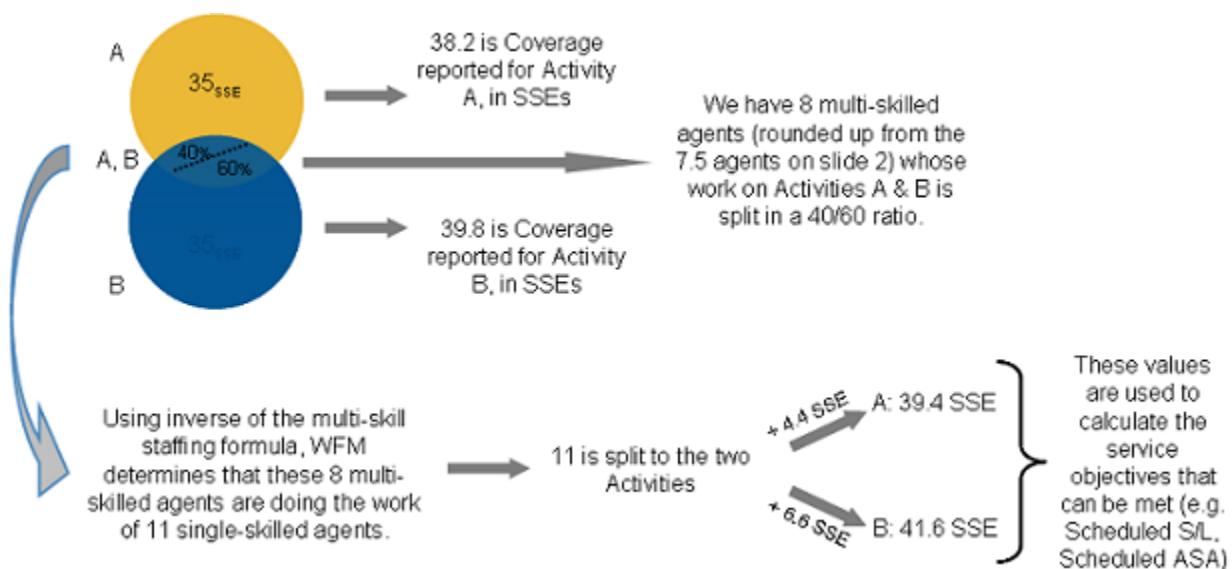 A
35SSE
40%
A, B
60%
35SSE
B
38.2 is Coverage
reported for Activity
A, in SSEs
39.8 is Coverage
reported for Activity
B, in SSEs
We have 8 multi-skilled
agents (rounded up from the
7.5 agents on slide 2) whose
work on Activities A & B is
split in a 40/60 ratio.
Using inverse of the multi-skill
staffing formula, WFM
determines that these 8 multi-
skilled agents are doing the work
of 11 single-skilled agents.
11 is split to the two
Activities
+ 4.4 SSE
A: 39.4 SSE
+ 6.6 SSE
B: 41.6 SSE
These values
are used to
calculate the
service
objectives that
can be met (e.g.
Scheduled S/L,
Scheduled ASA)